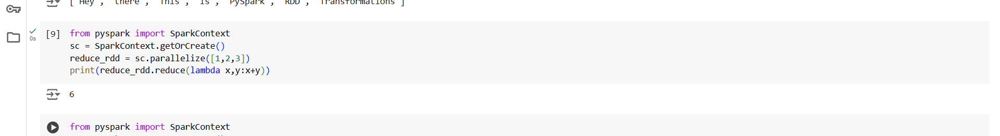 ['Hey', 'there', 'This', 'is', 'PySpark', 'RDD', 'Transformations']
[9] from pyspark import SparkContext
0s
sc = SparkContext.getOrCreate()
reduce_rdd = sc.parallelize([1,2,3])
print(reduce_rdd.reduce(lambda x,y:x+y))
6
from pyspark import SparkContext